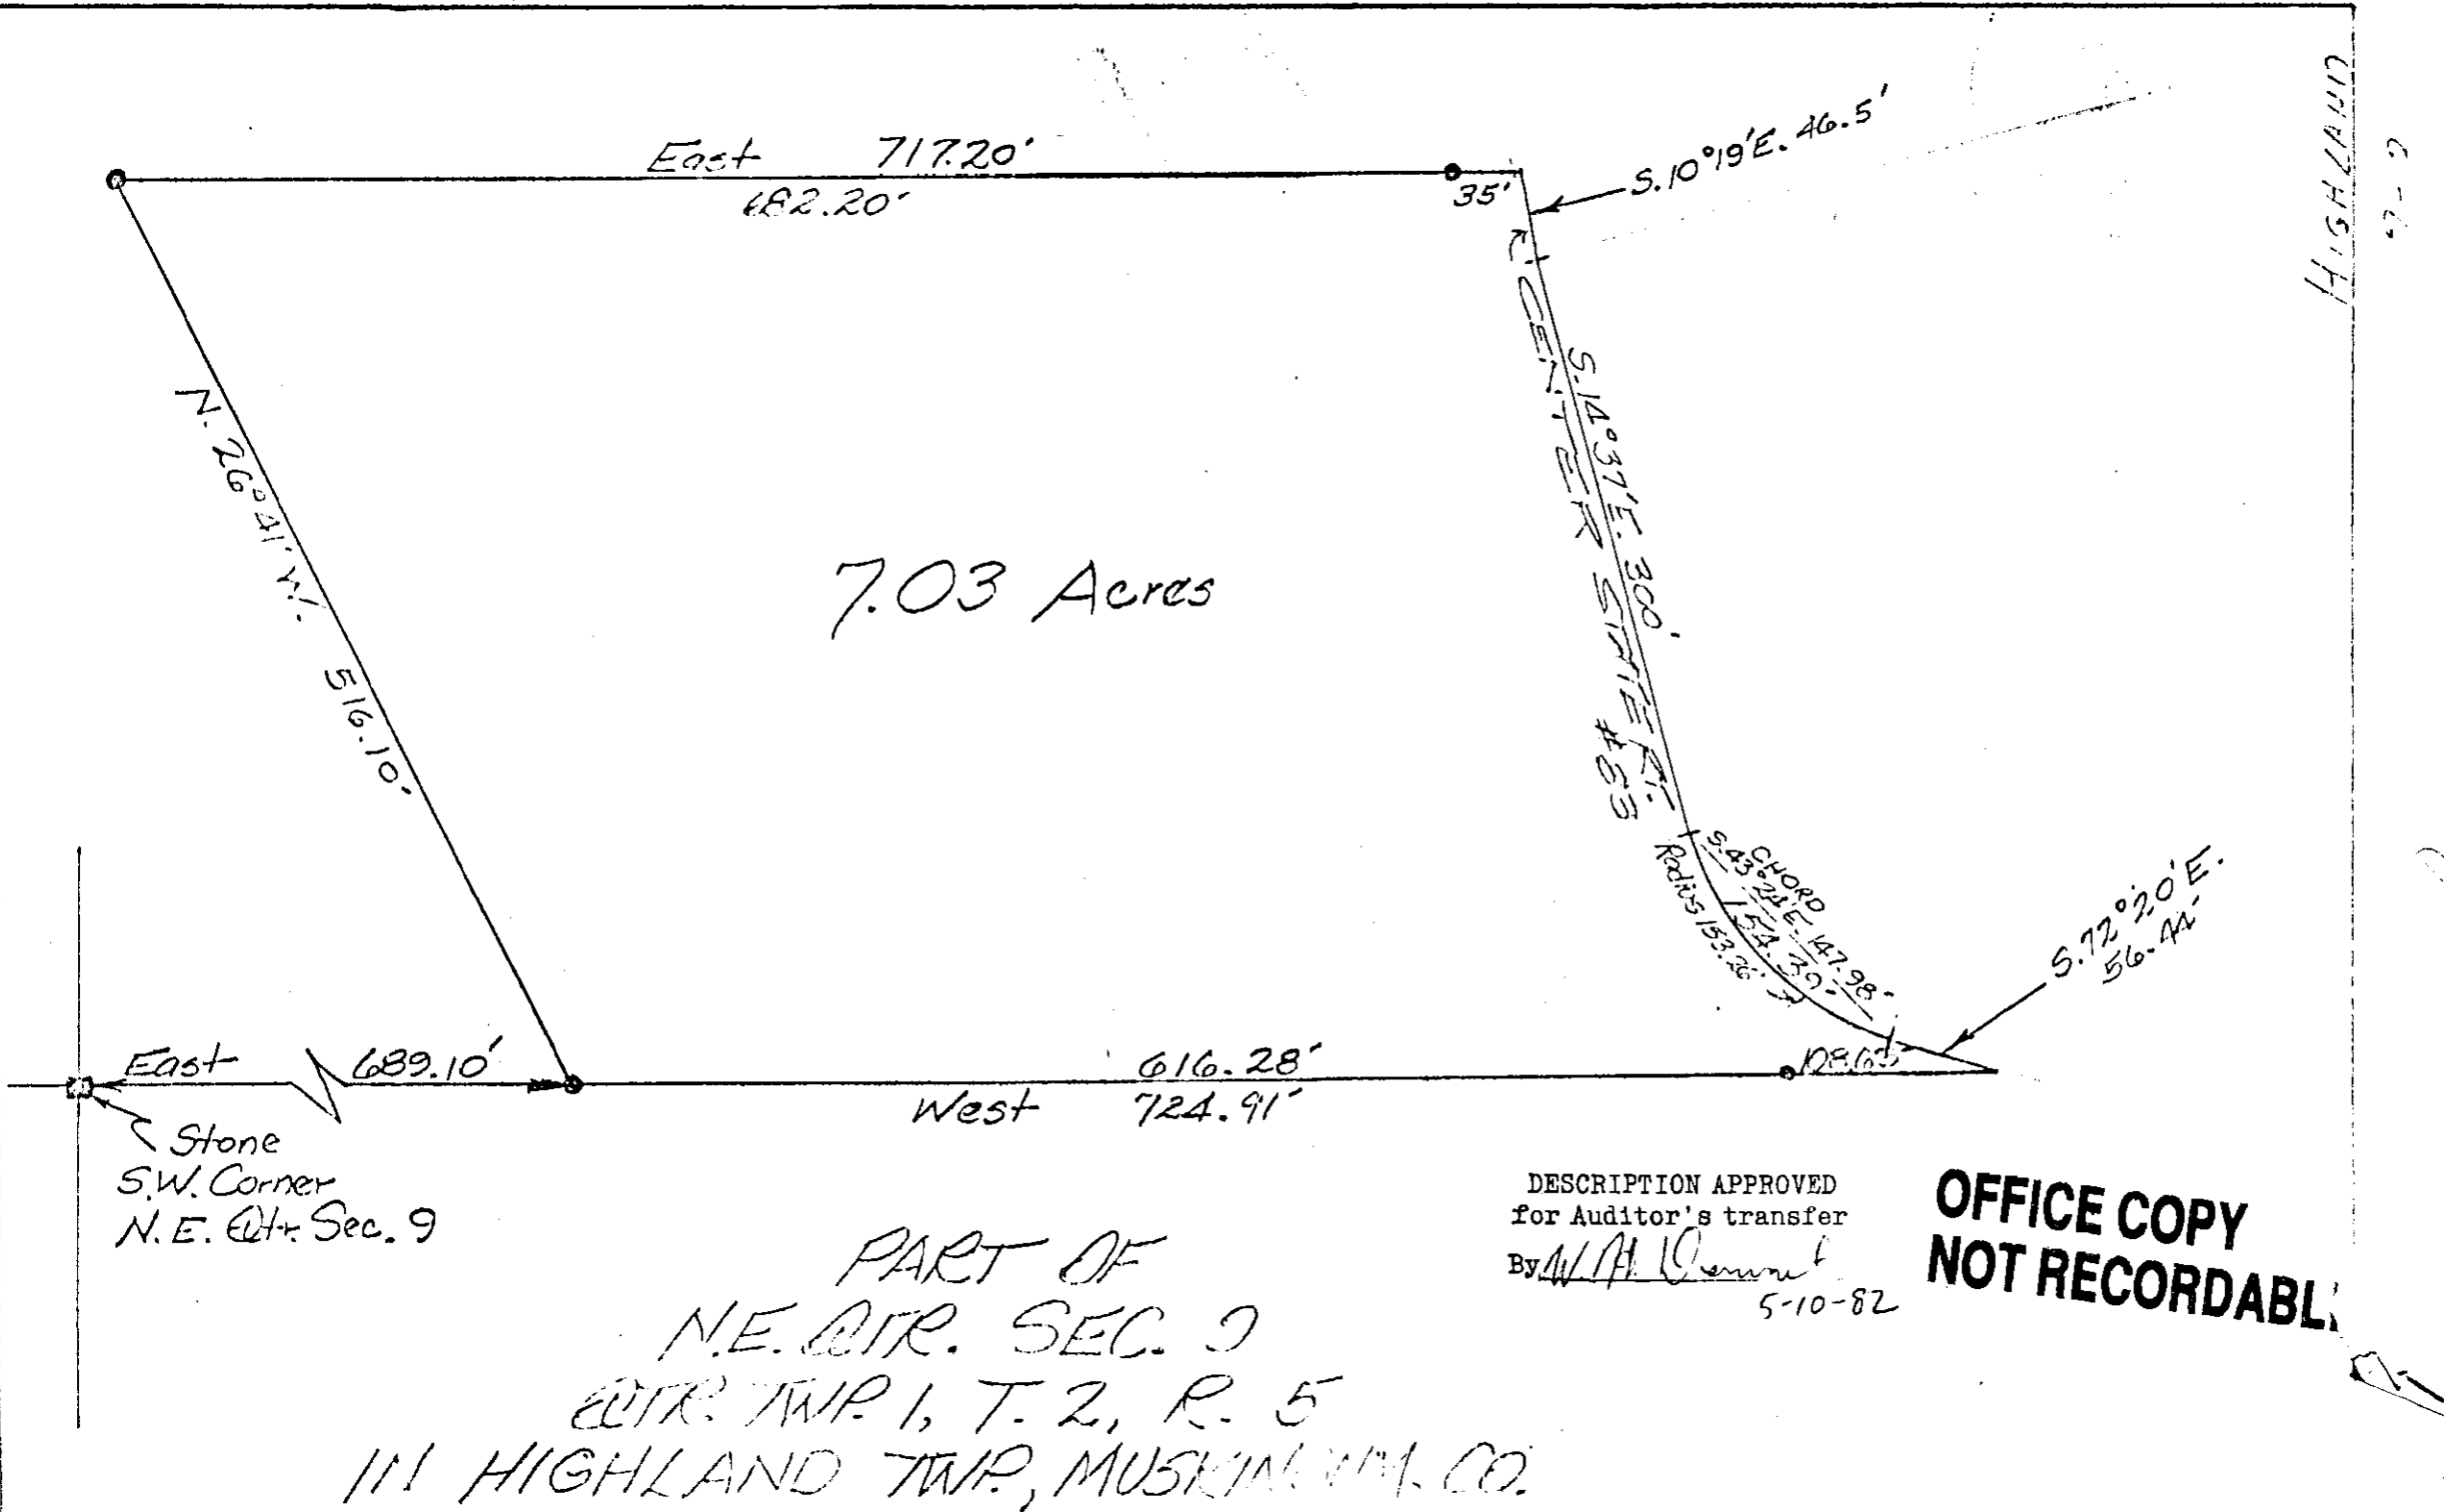 HIGHLAND
East 717.20'
682.20'
35'
S.10°19'E. 46.5'
N. 26°41' W. 516.10'
S.14°37'E. 300'
CENTER STATE RT.
7.03 Acres
CHORD
S.43°24'E. 147.98'
154.39'
Radius 153.26'
S.72°20'E.
56.44'
East 689.10'
616.28'
108.63'
West 724.91'
Stone
S.W. Corner
N.E. Qtr. Sec. 9
DESCRIPTION APPROVED
for Auditor's transfer
By W.
5-10-82
OFFICE COPY
NOT RECORDABL
PART OF
N.E. QTR. SEC. 9
QTR. TWP. 1, T. 2, R. 5
IN HIGHLAND TWP., MUSKINGUM CO.